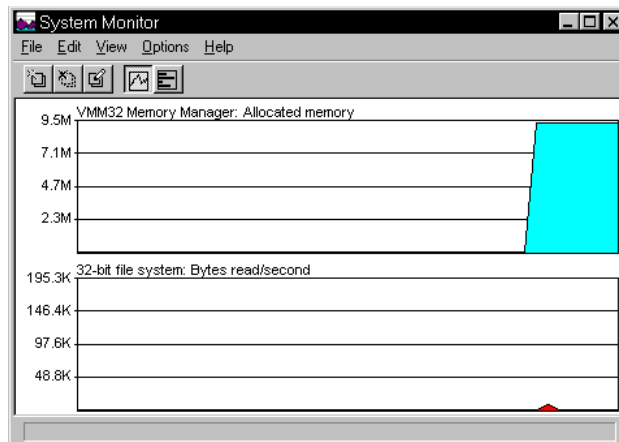 System Monitor
File Edit View Options Help
VMM32 Memory Manager: Allocated memory
9.5M
7.1M
4.7M
2.3M
32-bit file system: Bytes read/second
195.3K
146.4K
97.6K
48.8K